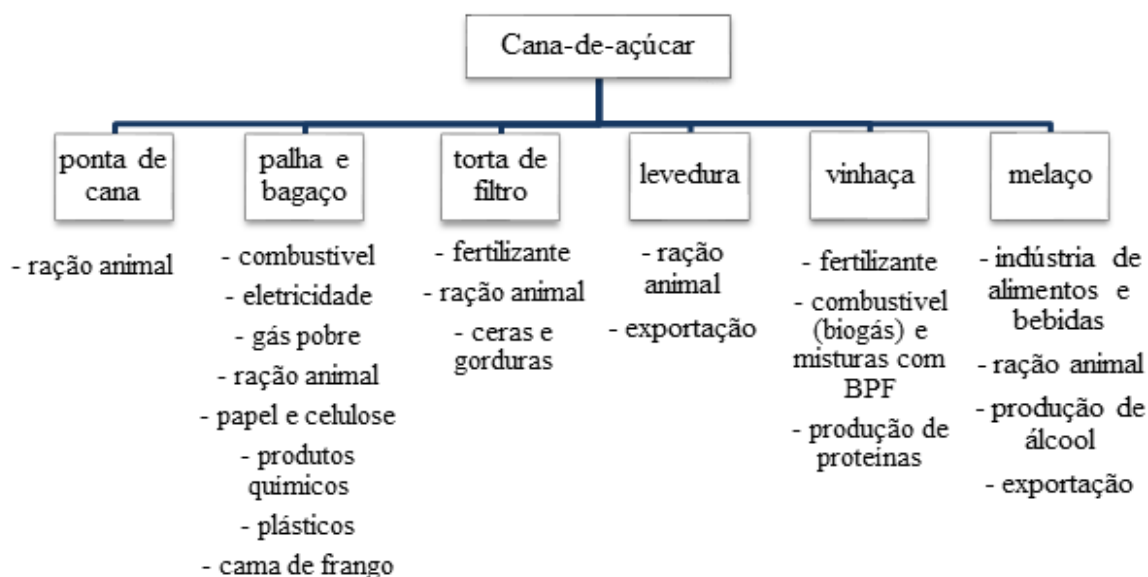 Cana-de-açúcar
ponta de
cana
- ração animal
palha e
bagaço
- combustível
- eletricidade
- gás pobre
- ração animal
- papel e celulose
- produtos
químicos
- plásticos
- cama de frango
torta de
filtro
- fertilizante
- ração animal
- ceras e
gorduras
levedura
- ração
animal
- exportação
vinhaça
- fertilizante
- combustível
(biogás) e
misturas com
BPF
- produção de
proteínas
melaço
- indústria de
alimentos e
bebidas
- ração animal
- produção de
álcool
- exportação